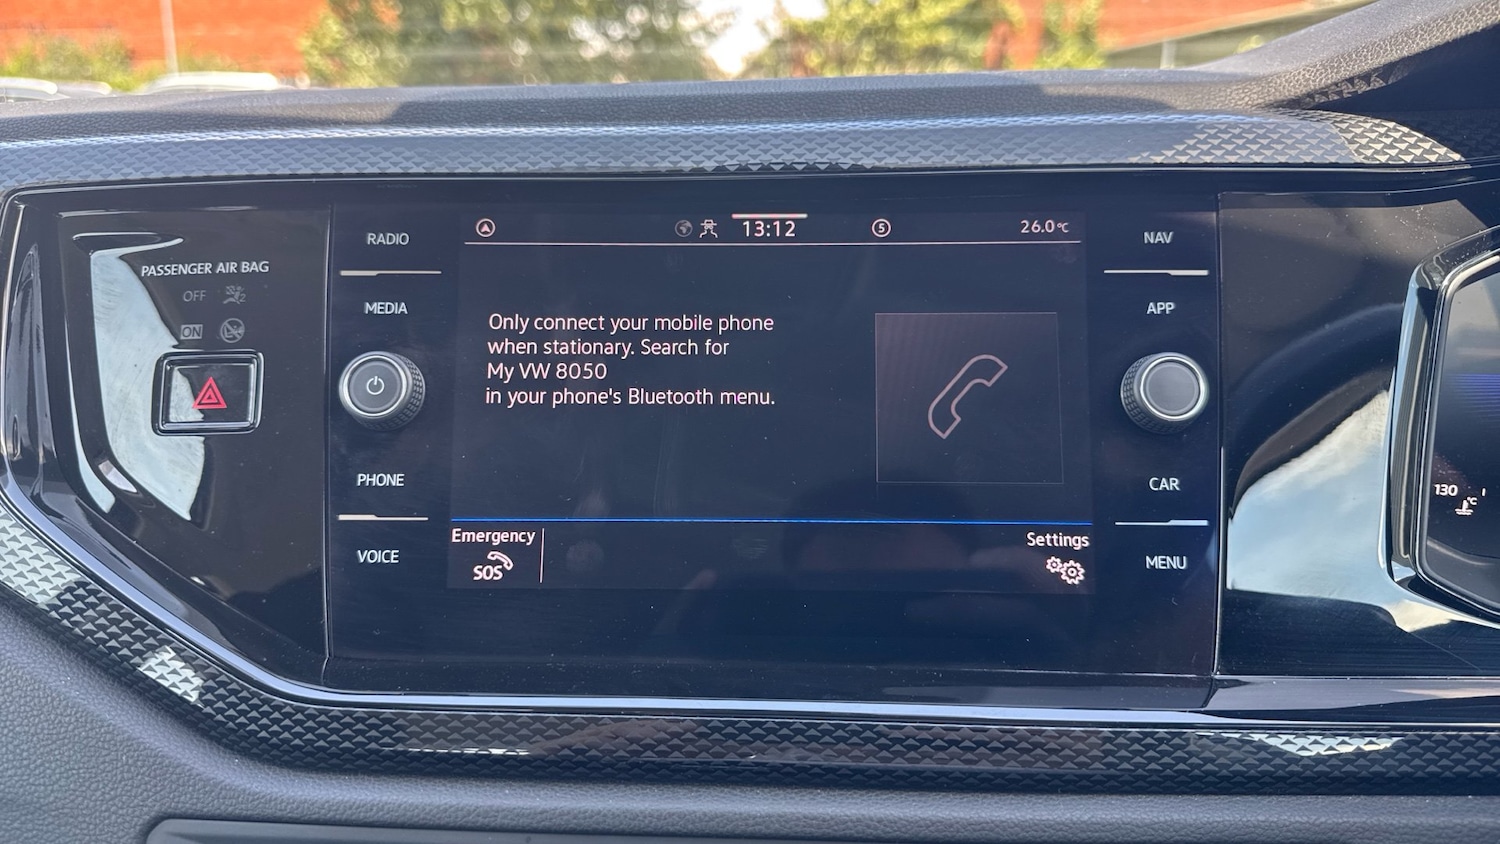 13:12
5
26.0°C
RADIO
MEDIA
PHONE
VOICE
NAV
APP
CAR
MENU
PASSENGER AIR BAG
OFF
2
ON
Only connect your mobile phone
when stationary. Search for
My VW 8050
in your phone's Bluetooth menu.
Emergency
SOS
Settings
130
°C